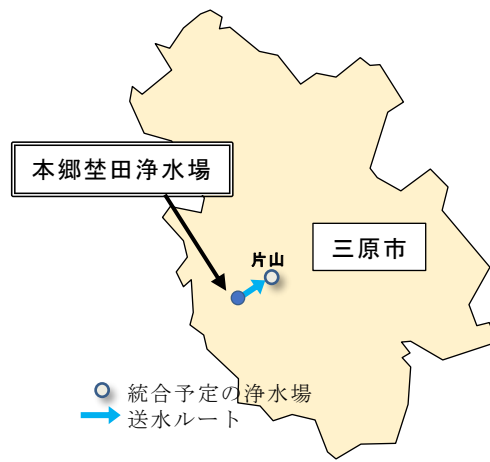 本郷埜田浄水場
三原市
片山
統合予定の浄水場
送水ルート